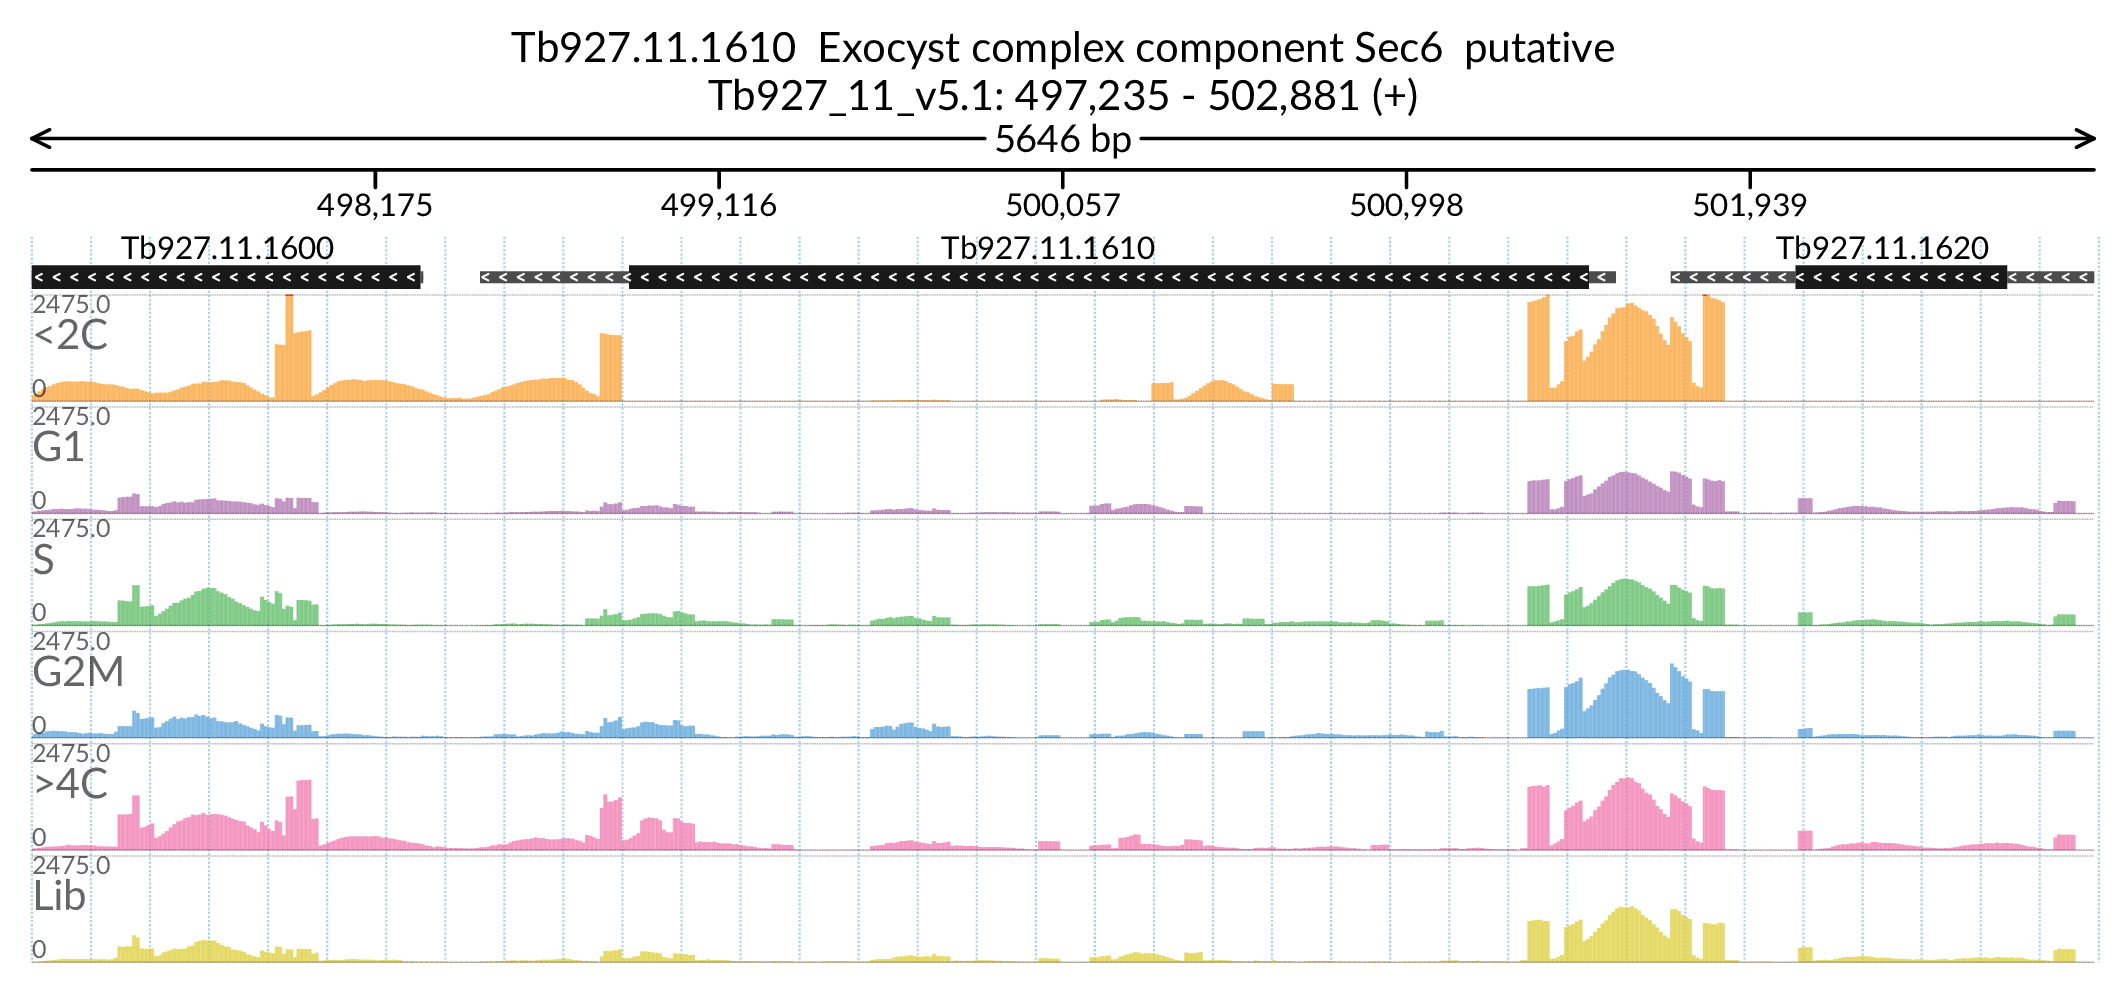 Tb927.11.1610  Exocyst complex component Sec6  putative
Tb927_11_v5.1: 497,235 - 502,881 (+)
5646 bp
498,175 499,116 500,057 500,998 501,939
Tb927.11.1600 Tb927.11.1610 Tb927.11.1620
2475.0
<2C
0
2475.0
G1
0
2475.0
S
0
2475.0
G2M
0
2475.0
>4C
0
2475.0
Lib
0